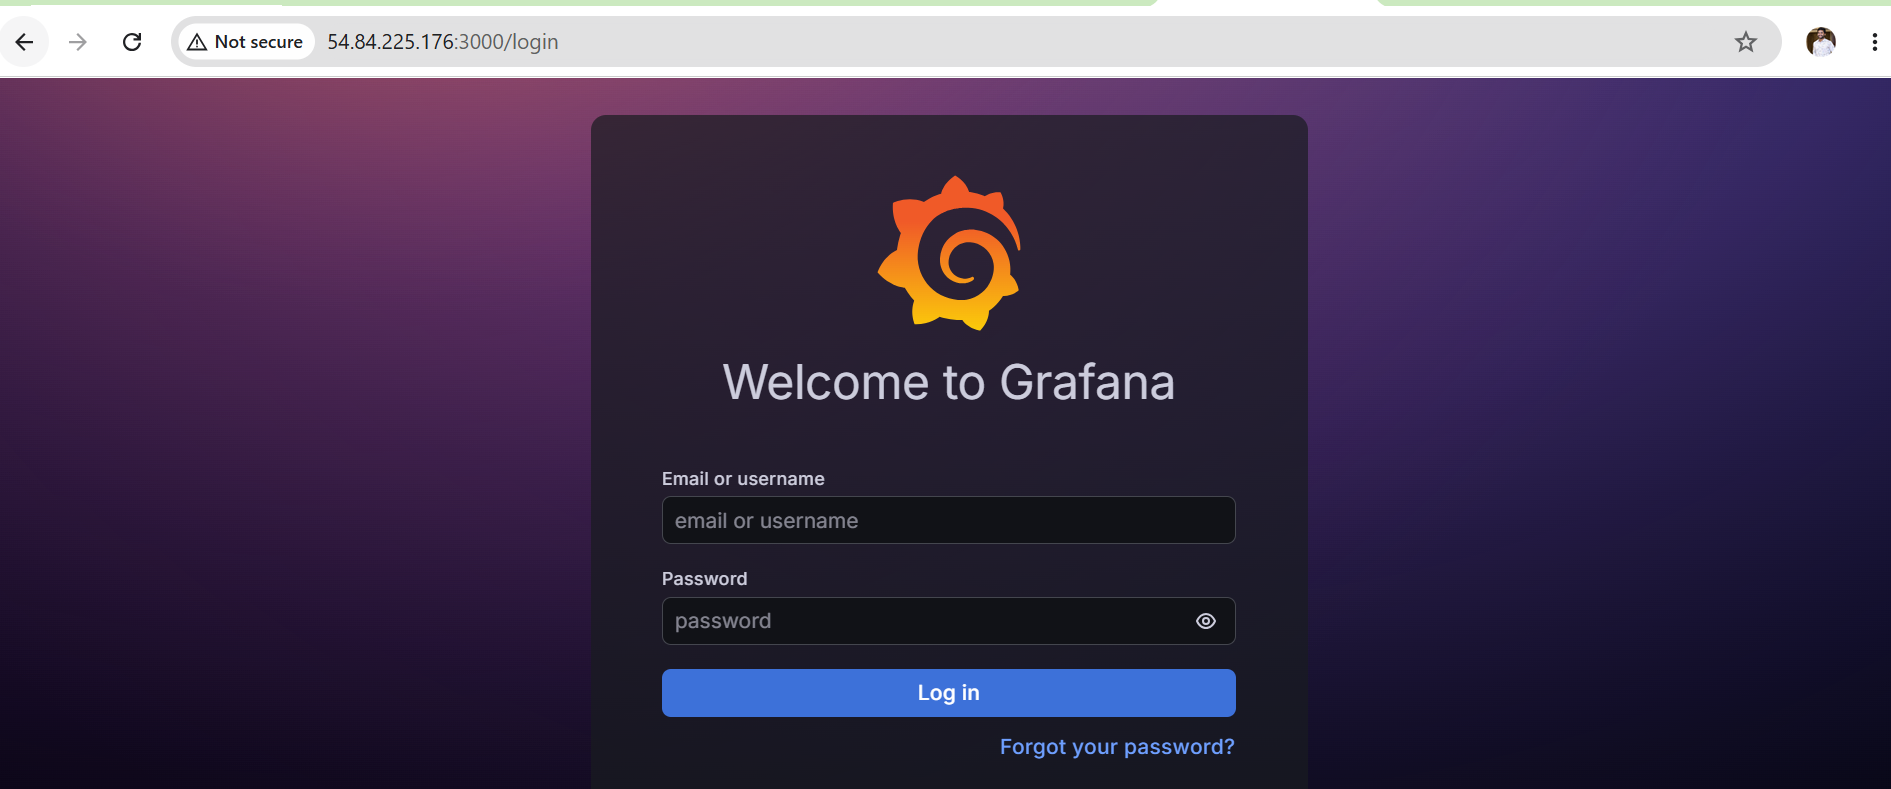 Not secure 54.84.225.176:3000/login
Welcome to Grafana
Email or username
email or username
Password
password
Log in
Forgot your password?